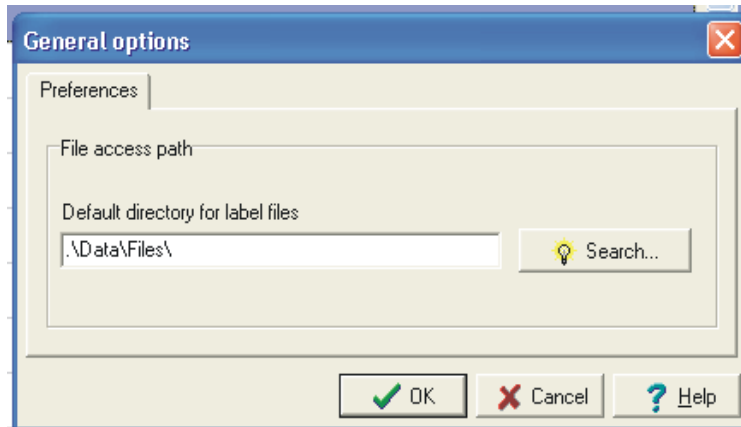 General options
Preferences
File access path
Default directory for label files
.\Data\Files\
Search...
OK
Cancel
Help